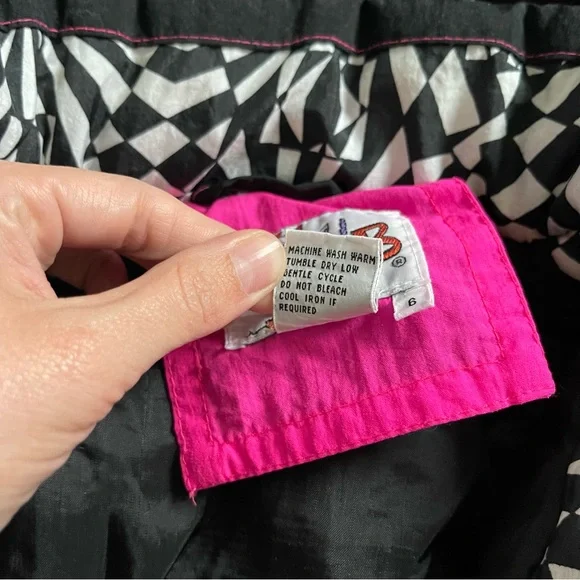 MACHINE WASH WARM
TUMBLE DRY LOW
GENTLE CYCLE
DO NOT BLEACH
COOL IRON IF
REQUIRED
B
®
6